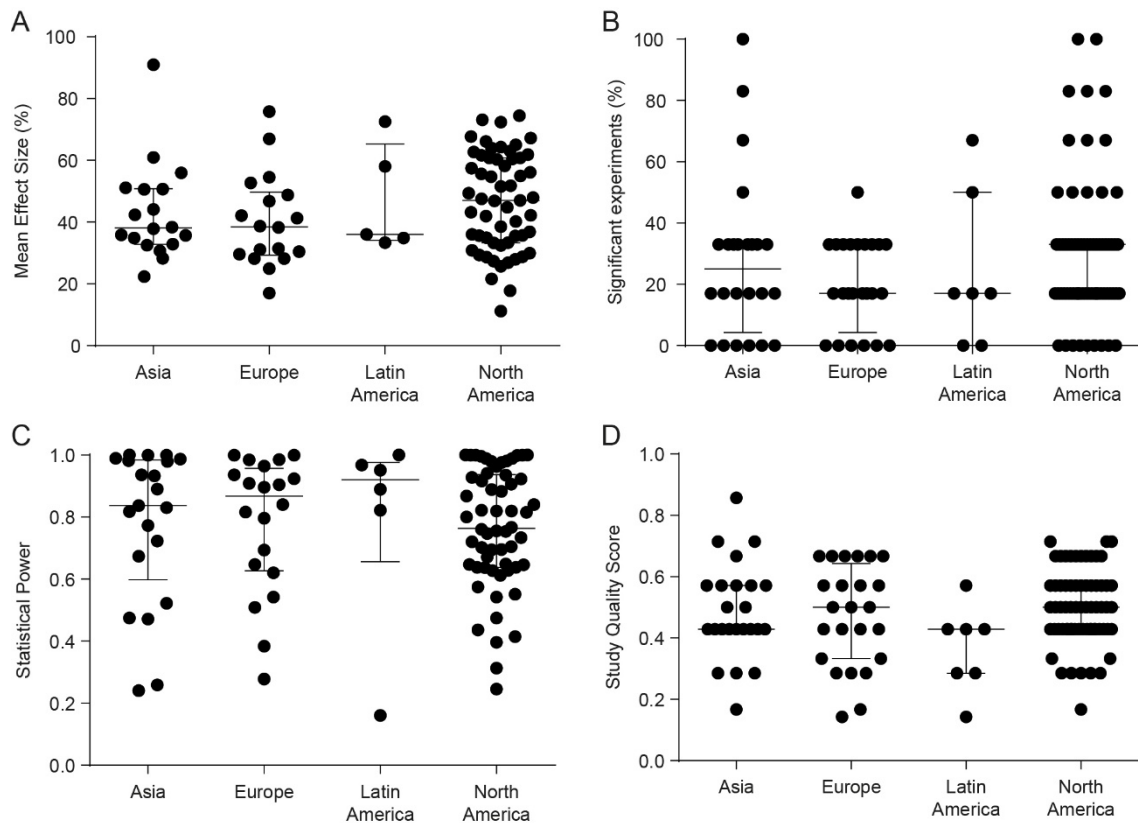 A
Mean Effect Size (%)
100
80
60
40
20
0
Asia
Europe
Latin
America
North
America
B
Significant experiments (%)
100
80
60
40
20
0
Asia
Europe
Latin
America
North
America
C
Statistical Power
1.0
0.8
0.6
0.4
0.2
0.0
Asia
Europe
Latin
America
North
America
D
Study Quality Score
1.0
0.8
0.6
0.4
0.2
0.0
Asia
Europe
Latin
America
North
America